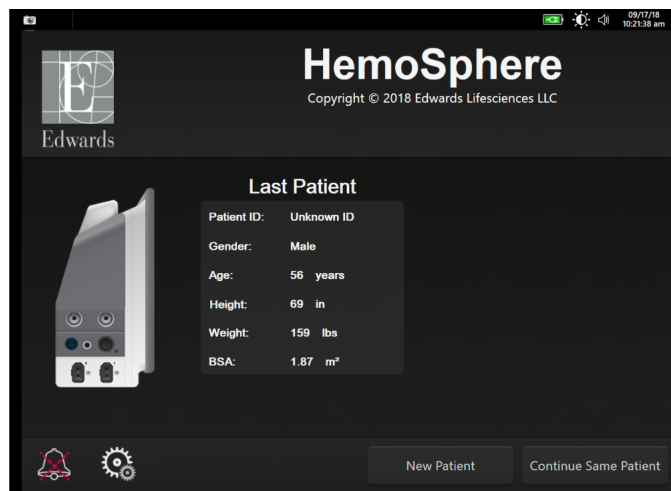 09/17/18
10:21:38 am
HemoSphere
Copyright © 2018 Edwards Lifesciences LLC
E
Edwards
Last Patient
Patient ID: Unknown ID
Gender: Male
Age: 56 years
Height: 69 in
Weight: 159 lbs
BSA: 1.87 m²
New Patient
Continue Same Patient